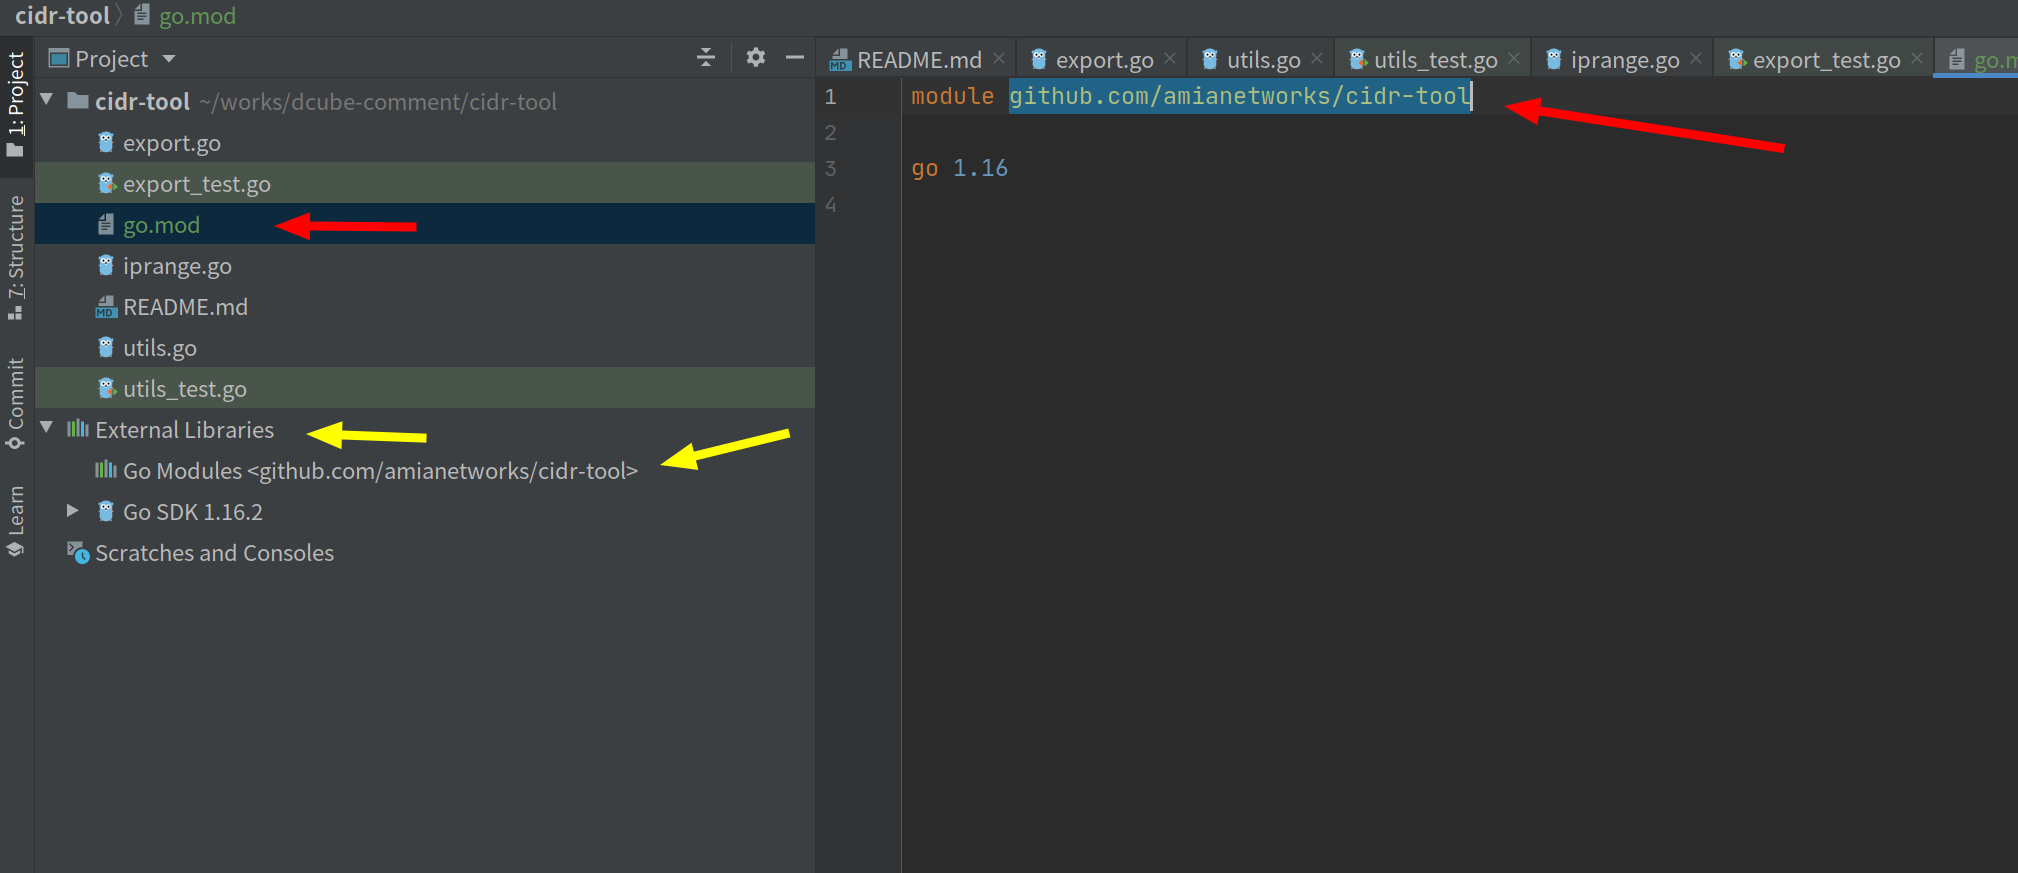 cidr-tool
go.mod
Project
README.md
export.go
utils.go
utils_test.go
iprange.go
export_test.go
go.m
1: Project
7: Structure
Commit
Learn
cidr-tool ~/works/dcube-comment/cidr-tool
export.go
export_test.go
go.mod
iprange.go
MD README.md
utils.go
utils_test.go
External Libraries
Go Modules <github.com/amianetworks/cidr-tool>
Go SDK 1.16.2
Scratches and Consoles
1 module github.com/amianetworks/cidr-tool
2
3 go 1.16
4